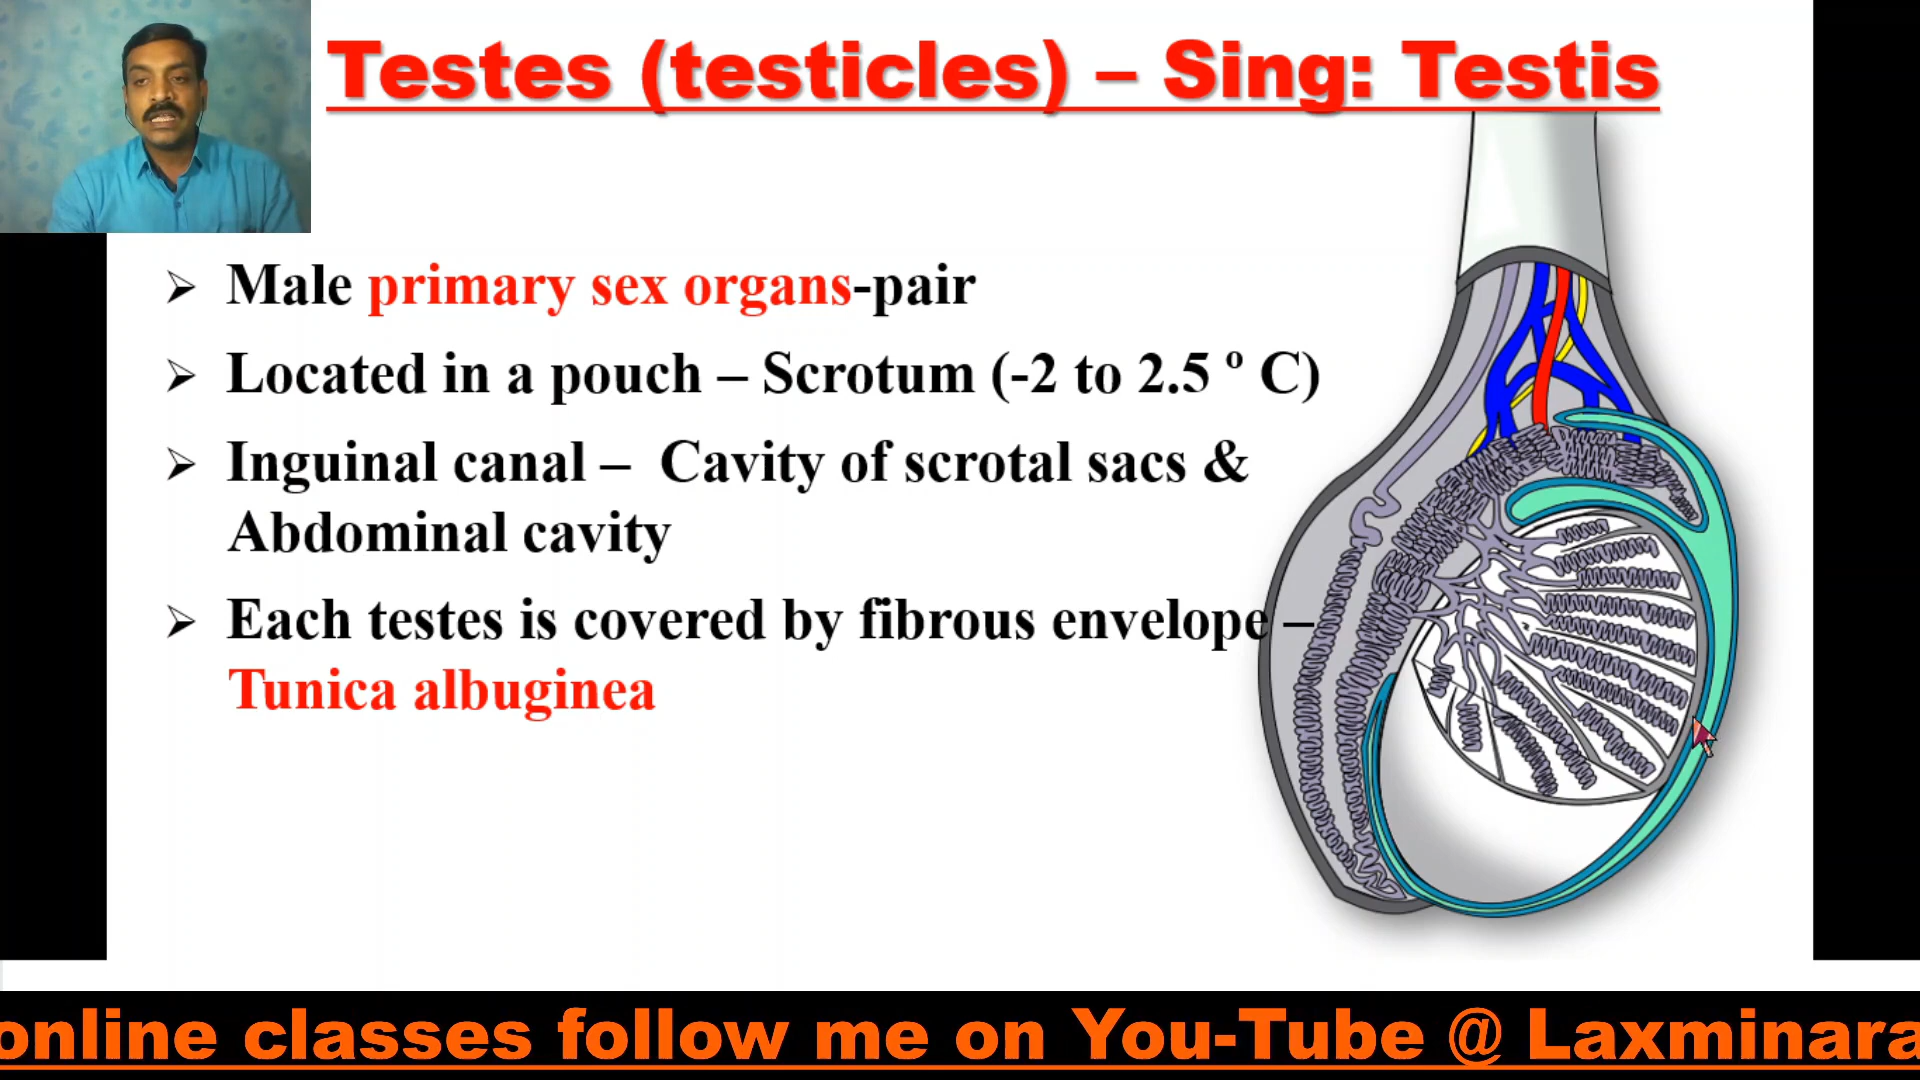 Testes (testicles) – Sing: Testis
➢ Male primary sex organs-pair
➢ Located in a pouch – Scrotum (-2 to 2.5 º C)
➢ Inguinal canal – Cavity of scrotal sacs &
Abdominal cavity
➢ Each testes is covered by fibrous envelope –
Tunica albuginea
online classes follow me on You-Tube @ Laxminara